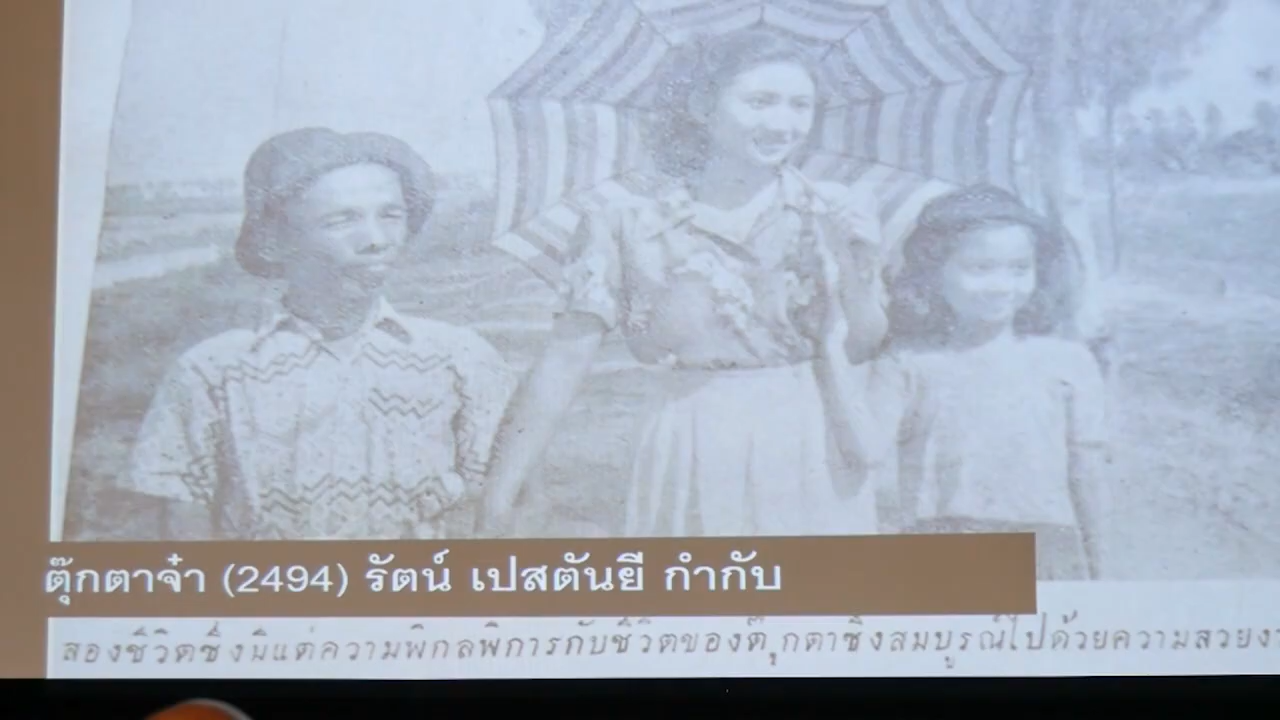 ตุ๊กตาจ๋า (2494) รัตน์ เปสตันยี กำกับ
สองชีวิตซึ่งมีแต่ความพิกลพิการกับชีวิตของตุ๊กตาซึ่งสมบูรณ์ไปด้วยความสวยงา